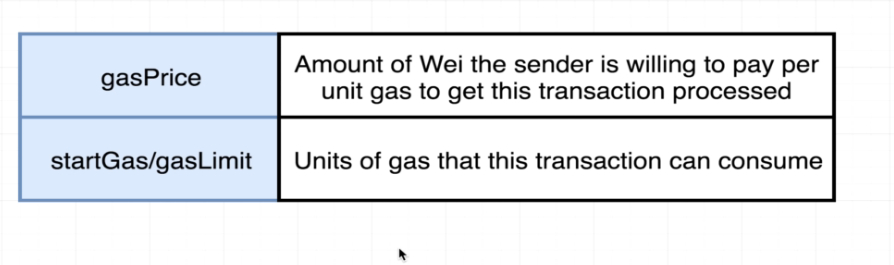 gasPrice
Amount of Wei the sender is willing to pay per
unit gas to get this transaction processed
startGas/gasLimit
Units of gas that this transaction can consume